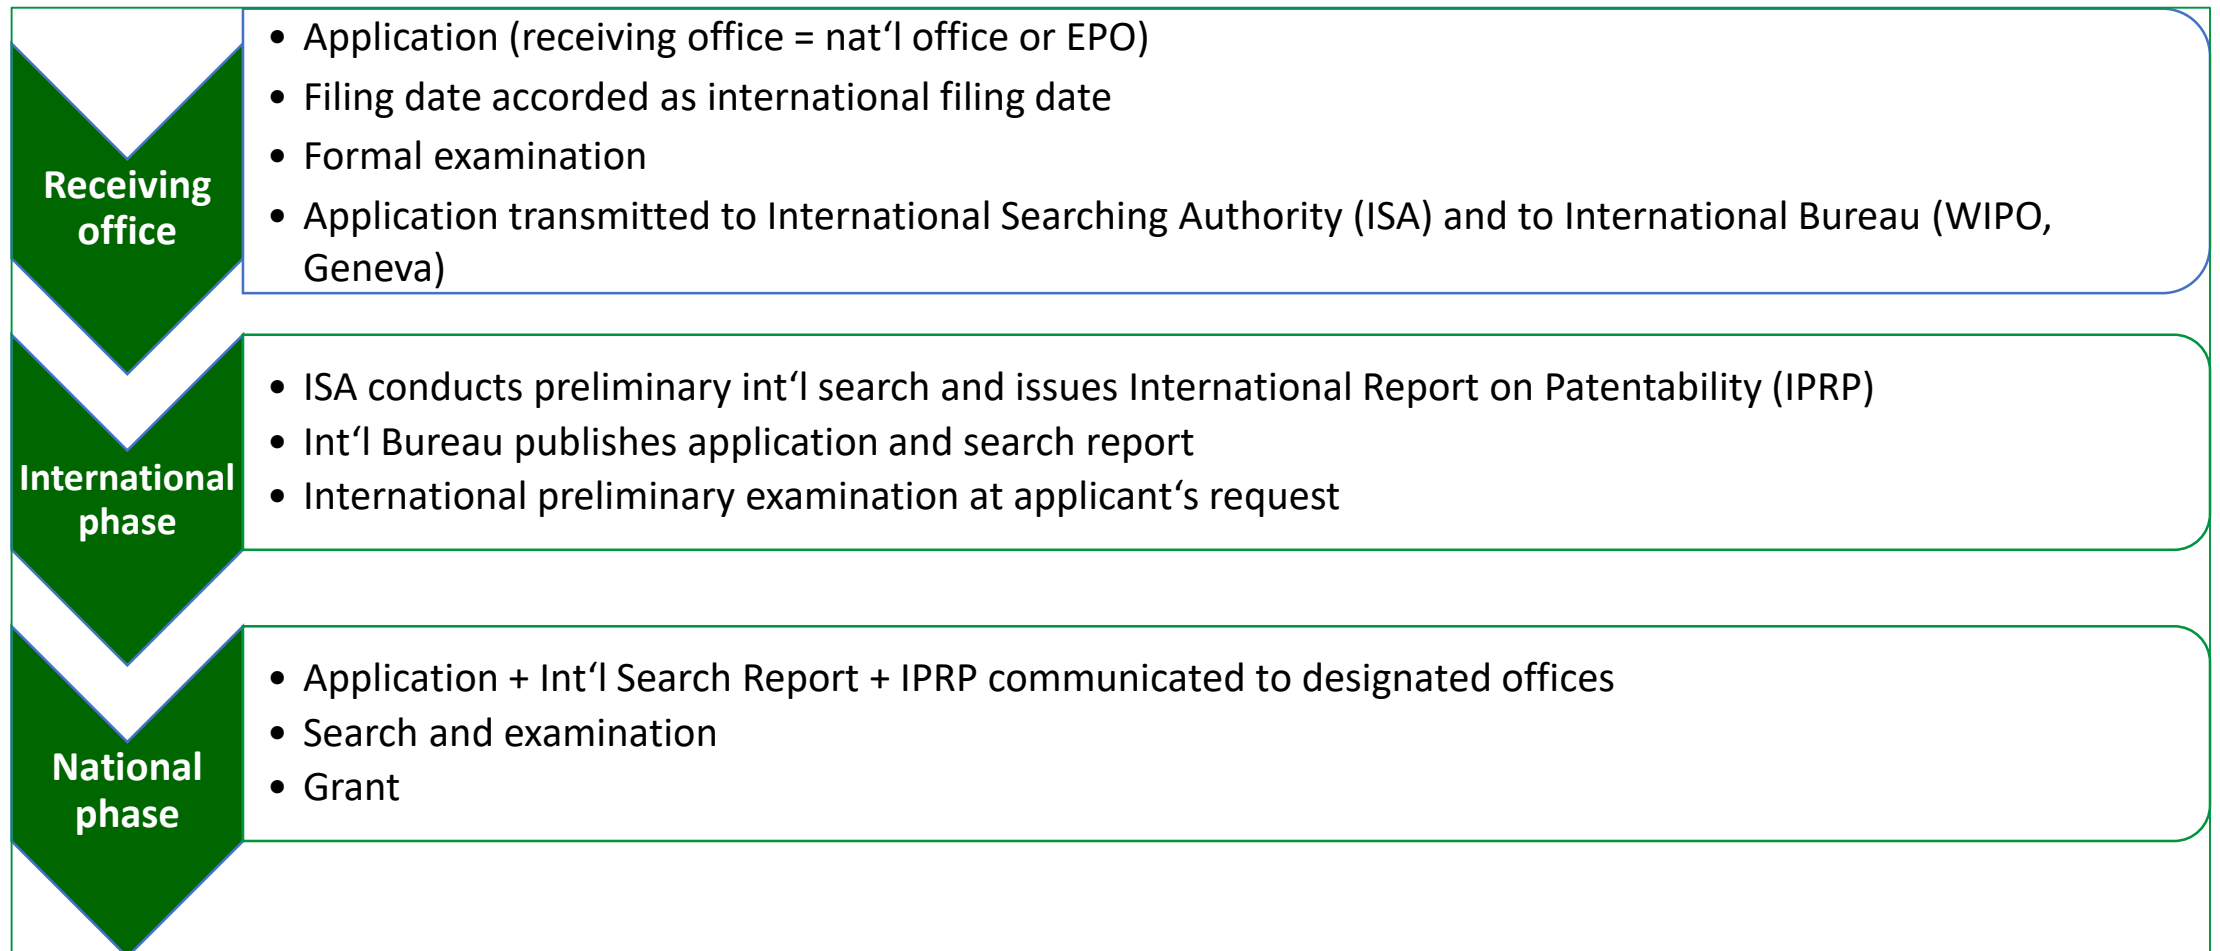 Receiving
office
• Application (receiving office = nat‘l office or EPO)
• Filing date accorded as international filing date
• Formal examination
• Application transmitted to International Searching Authority (ISA) and to International Bureau (WIPO,
Geneva)
International
phase
• ISA conducts preliminary int‘l search and issues International Report on Patentability (IPRP)
• Int‘l Bureau publishes application and search report
• International preliminary examination at applicant‘s request
National
phase
• Application + Int‘l Search Report + IPRP communicated to designated offices
• Search and examination
• Grant